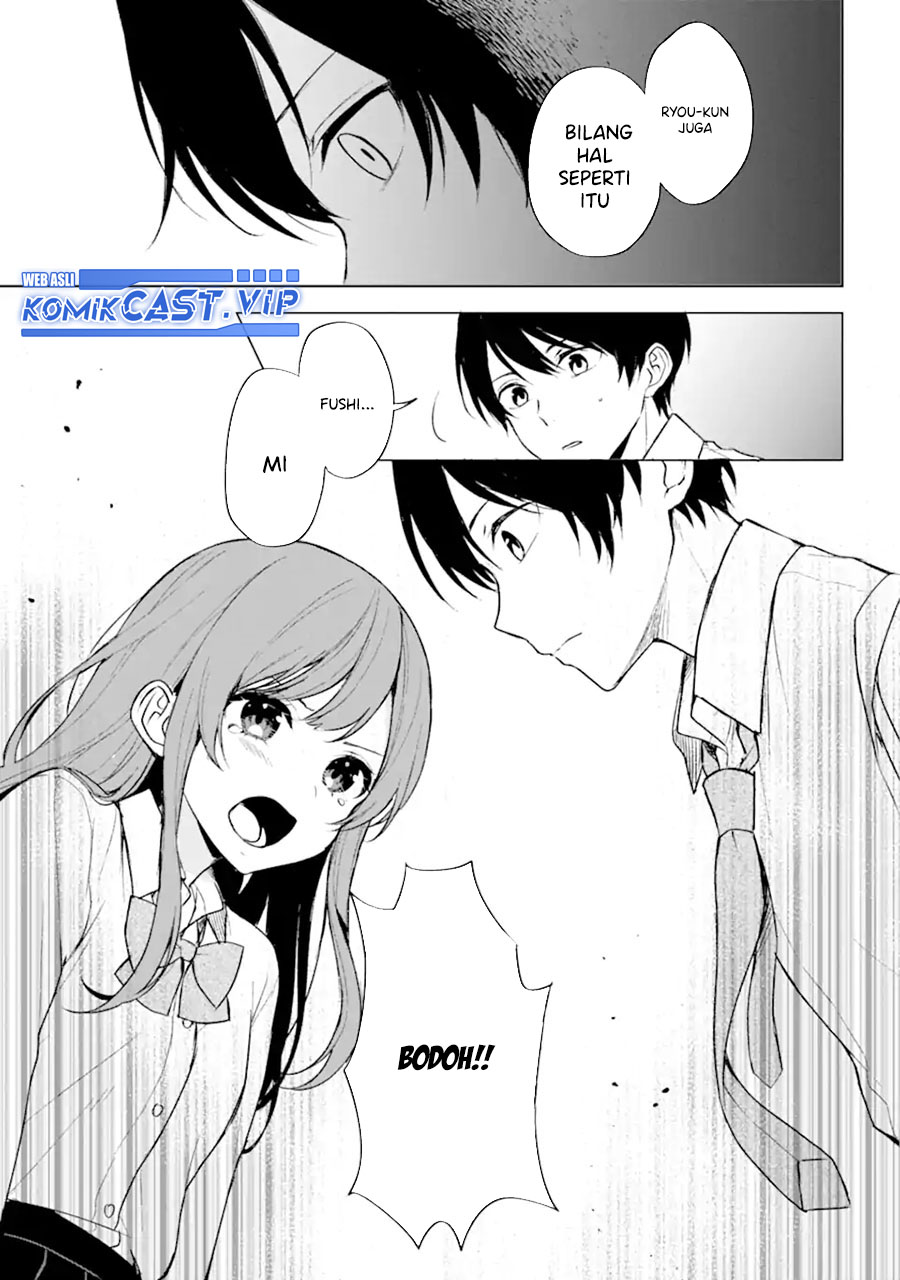 RYOU-KUN
JUGA
BILANG
HAL
SEPERTI
ITU
WEB ASLI
KOMIKCAST.VIP
FUSHI...
MI
BODOH!!